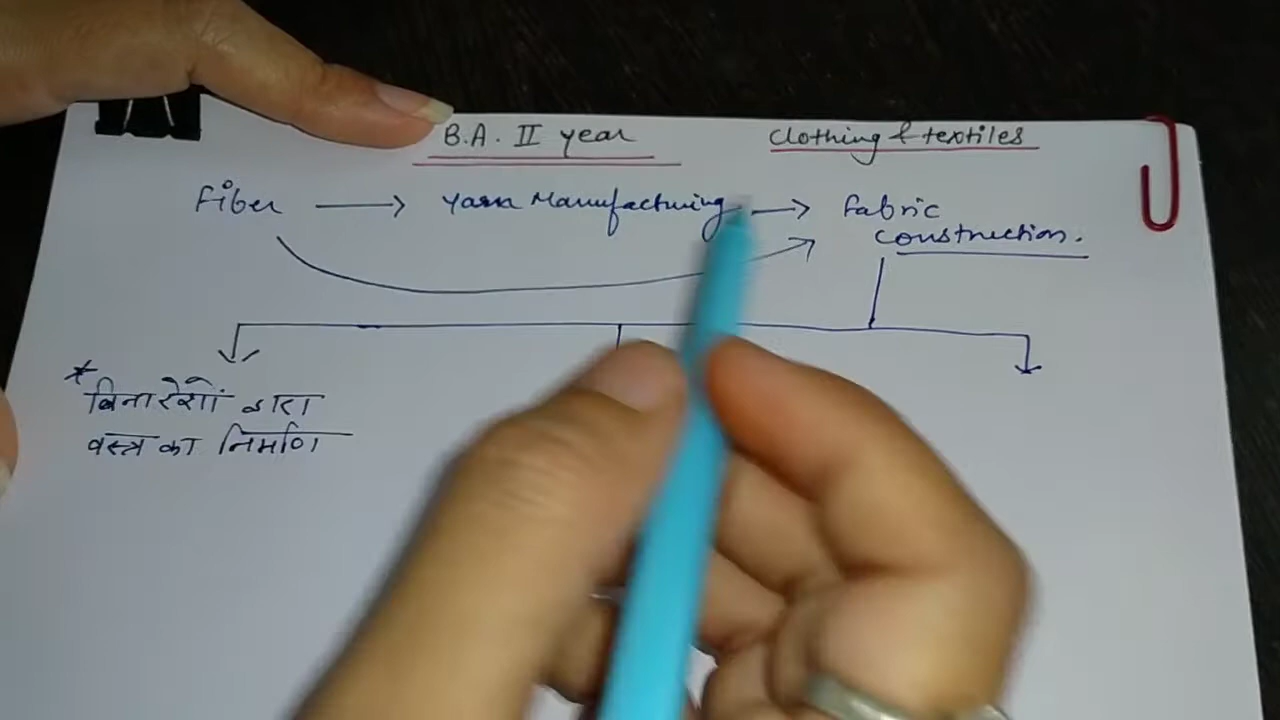 B.A. II year
Clothing & textiles
Fiber → Yarn Manufacturing → Fabric
construction.
* बिना रेशों द्वारा
वस्त्र का निर्माण